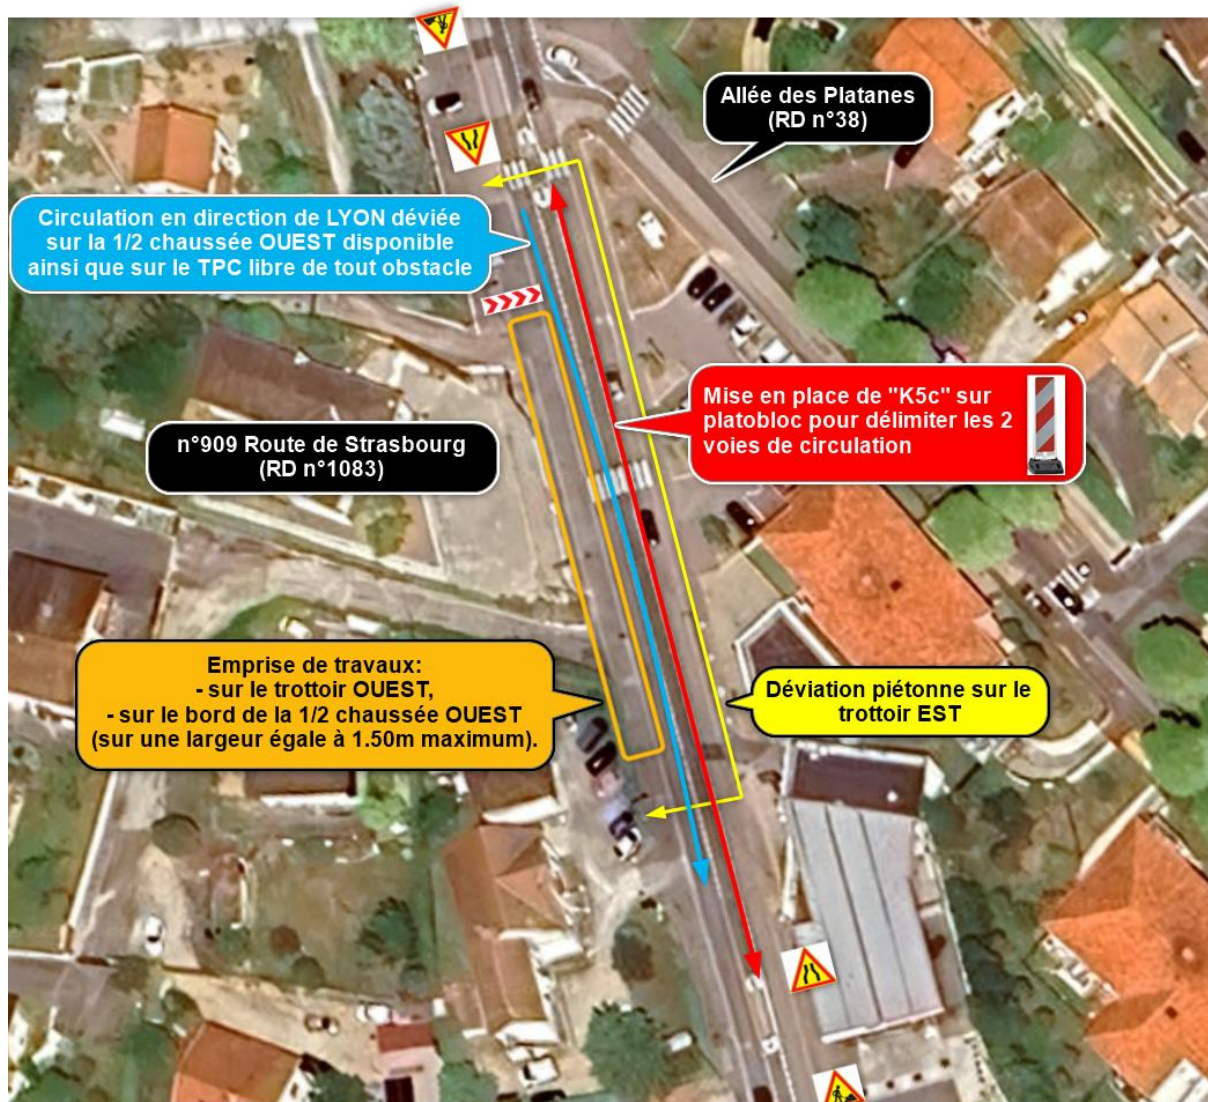 Allée des Platanes
(RD n°38)
Circulation en direction de LYON déviée
sur la 1/2 chaussée OUEST disponible
ainsi que sur le TPC libre de tout obstacle
Mise en place de "K5c" sur
platobloc pour délimiter les 2
voies de circulation
n°909 Route de Strasbourg
(RD n°1083)
Emprise de travaux:
- sur le trottoir OUEST,
- sur le bord de la 1/2 chaussée OUEST
(sur une largeur égale à 1.50m maximum).
Déviation piétonne sur le
trottoir EST